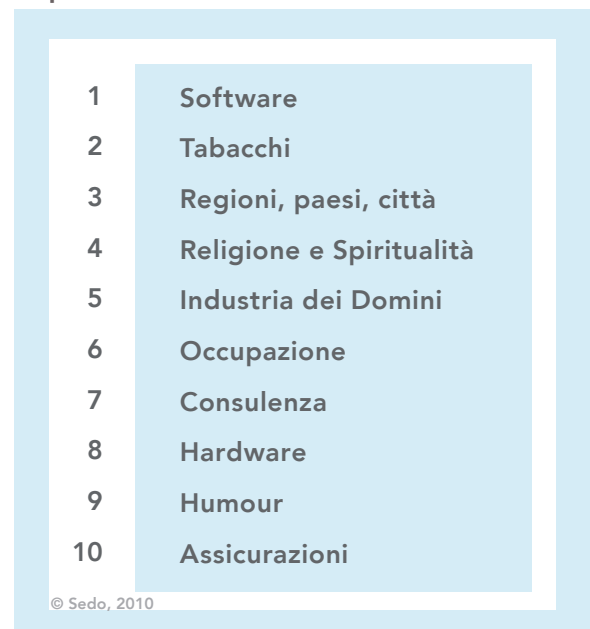 1 Software
2 Tabacchi
3 Regioni, paesi, città
4 Religione e Spiritualità
5 Industria dei Domini
6 Occupazione
7 Consulenza
8 Hardware
9 Humour
10 Assicurazioni
© Sedo, 2010